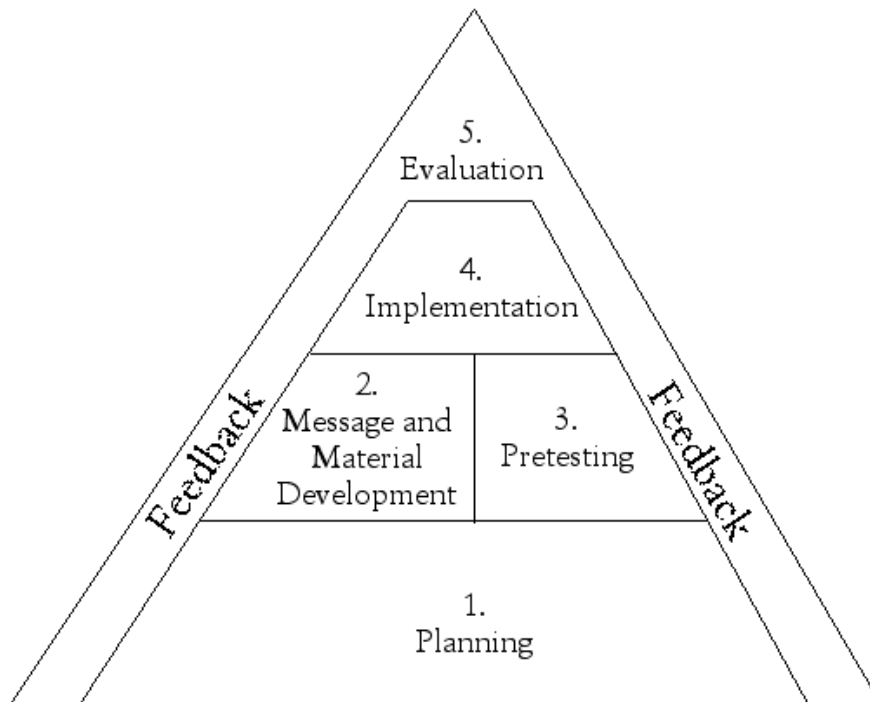 5.
Evaluation
4.
Implementation
2.
Message and
Material
Development
3.
Pretesting
Feedback
Feedback
1.
Planning